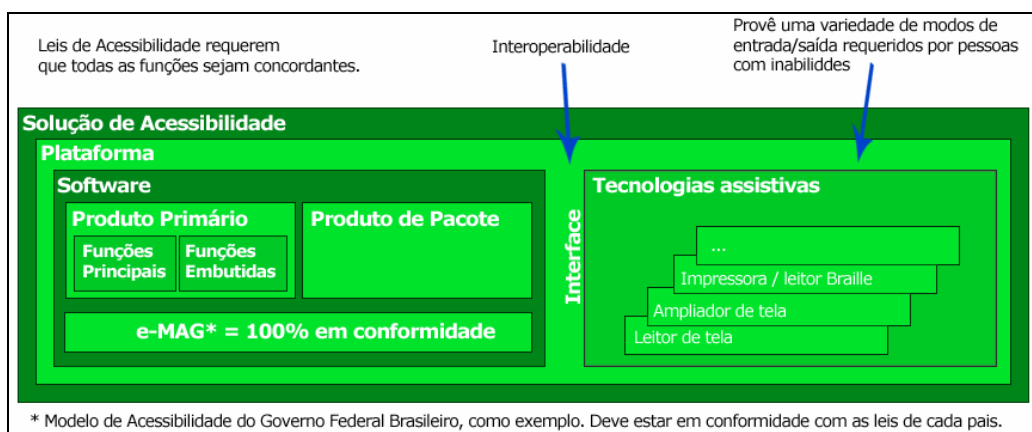 Leis de Acessibilidade requerem
que todas as funções sejam concordantes.
Interoperabilidade
Provê uma variedade de modos de
entrada/saída requeridos por pessoas
com inabiliddes
Solução de Acessibilidade
Plataforma
Software
Produto Primário
Funções
Principais
Funções
Embutidas
Produto de Pacote
e-MAG* = 100% em conformidade
Interface
Tecnologias assistivas
...
Impressora / leitor Braille
Ampliador de tela
Leitor de tela
* Modelo de Acessibilidade do Governo Federal Brasileiro, como exemplo. Deve estar em conformidade com as leis de cada pais.